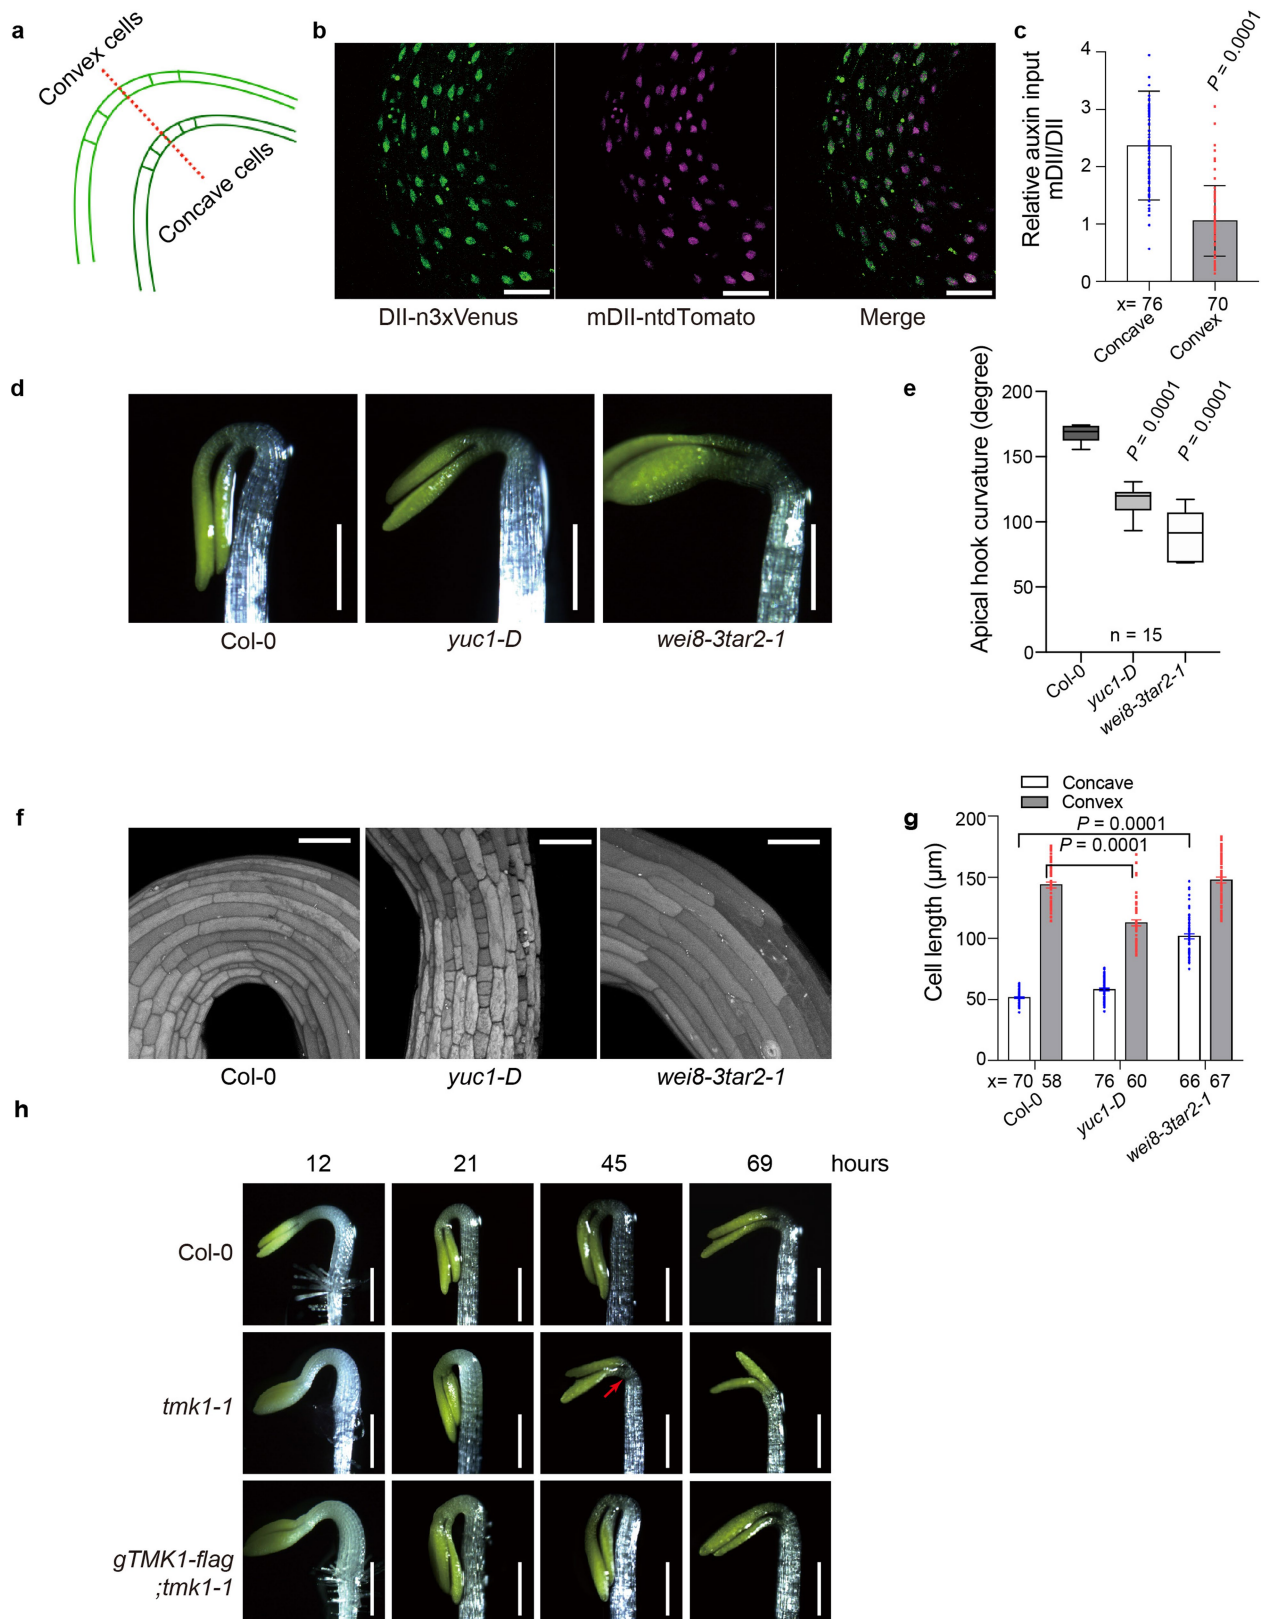 a
Convex cells
Concave cells
b
DII-n3xVenus
mDII-ntdTomato
Merge
c
Relative auxin input
mDII/DII
4
3
2
1
0
P = 0.0001
x= 76
70
Concave
Convex
d
Col-0
yuc1-D
wei8-3tar2-1
e
Apical hook curvature (degree)
200
150
100
50
0
P = 0.0001
P = 0.0001
n = 15
Col-0
yuc1-D
wei8-3tar2-1
f
Col-0
yuc1-D
wei8-3tar2-1
g
Concave
Convex
Cell length (µm)
200
150
100
50
0
P = 0.0001
P = 0.0001
x= 70 58
76 60
66 67
Col-0
yuc1-D
wei8-3tar2-1
h
12
21
45
69
hours
Col-0
tmk1-1
gTMK1-flag
;tmk1-1